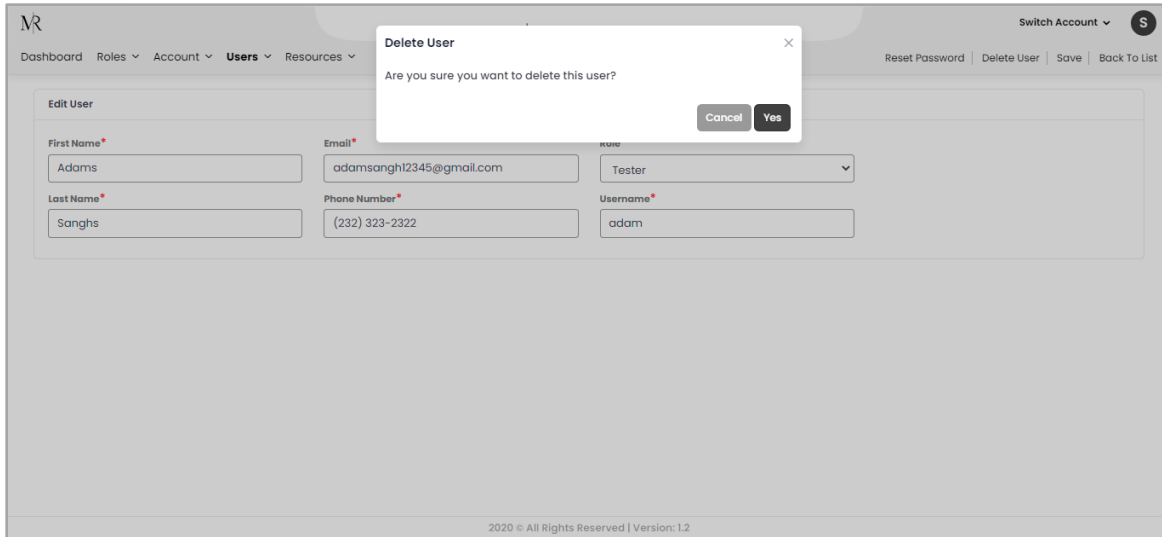 MR
Switch Account
S
Dashboard Roles Account Users Resources
Reset Password | Delete User | Save | Back To List
Delete User
×
Are you sure you want to delete this user?
Cancel Yes
Edit User
First Name* Email* Role
Adams adamsangh12345@gmail.com Tester
Last Name* Phone Number* Username*
Sanghs (232) 323-2322 adam
2020 © All Rights Reserved | Version: 1.2